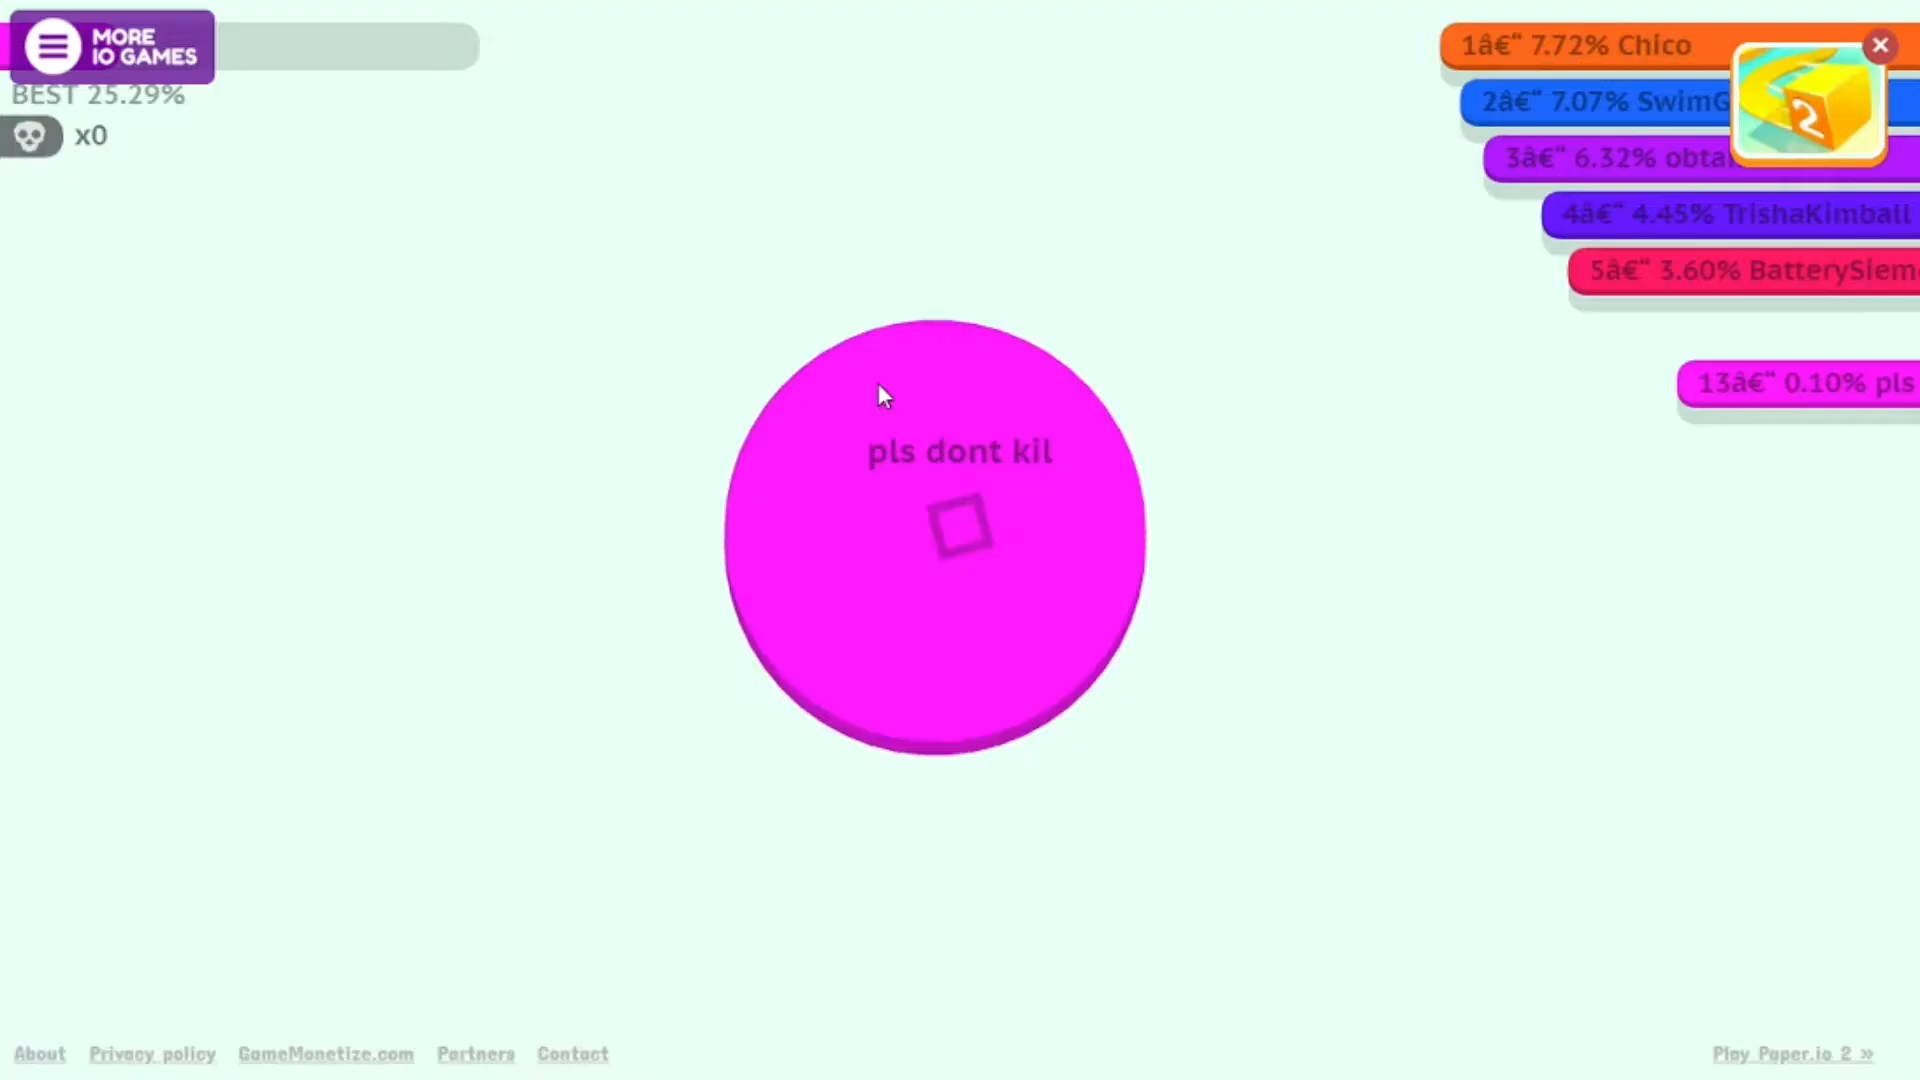 MORE
IO GAMES
BEST 25.29%
x0
1â€“ 7.72% Chico
2â€“ 7.07% SwimG
3â€“ 6.32% obta
4â€“ 4.45% TrishaKimball
5â€“ 3.60% BatterySiem
13â€“ 0.10% pls
2
pls dont kil
About Privacy policy GameMonetize.com Partners Contact
Play Paper.io 2 »